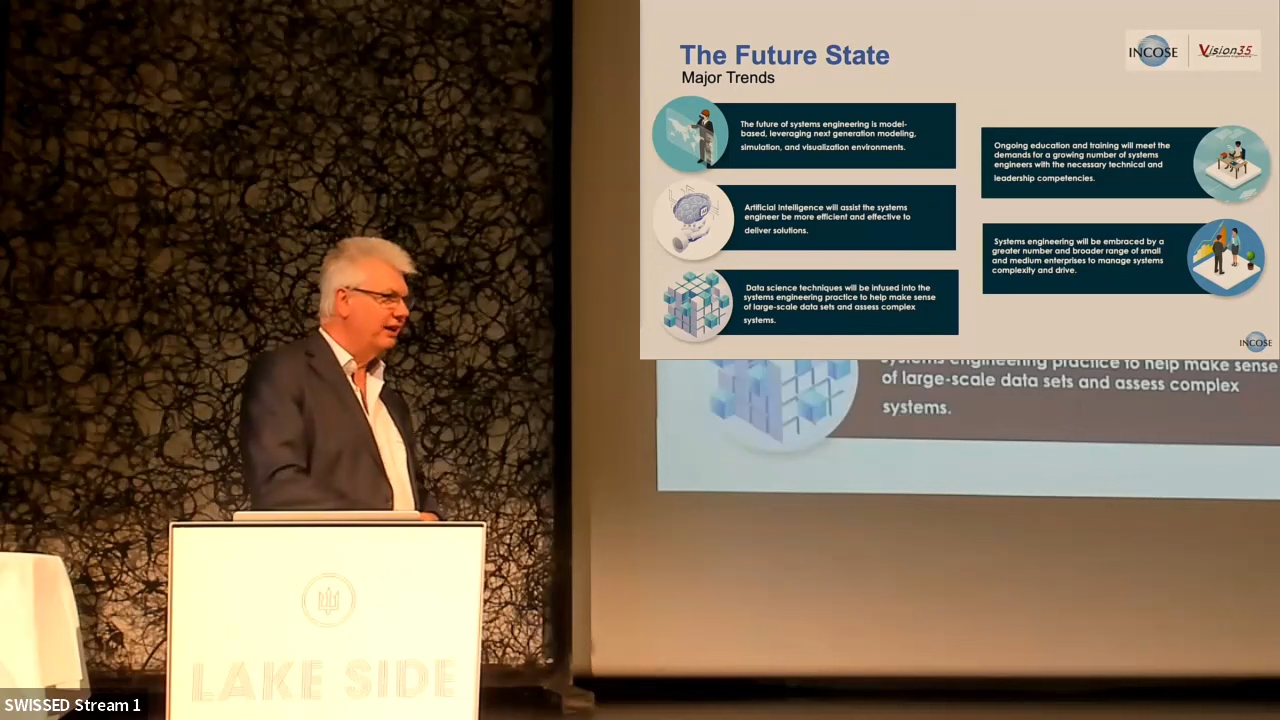 The Future State
Major Trends
INCOSE
Vision35
The future of systems engineering is model-
based, leveraging next generation modeling,
simulation, and visualization environments.
Artificial Intelligence will assist the systems
engineer be more efficient and effective to
deliver solutions.
Data science techniques will be infused into the
systems engineering practice to help make sense
of large-scale data sets and assess complex
systems.
Ongoing education and training will meet the
demands for a growing number of systems
engineers with the necessary technical and
leadership competencies.
Systems engineering will be embraced by a
greater number and broader range of small
and medium enterprises to manage systems
complexity and drive.
INCOSE
systems engineering practice to help make sense
of large-scale data sets and assess complex
systems.
LAKE SIDE
SWISSED Stream 1